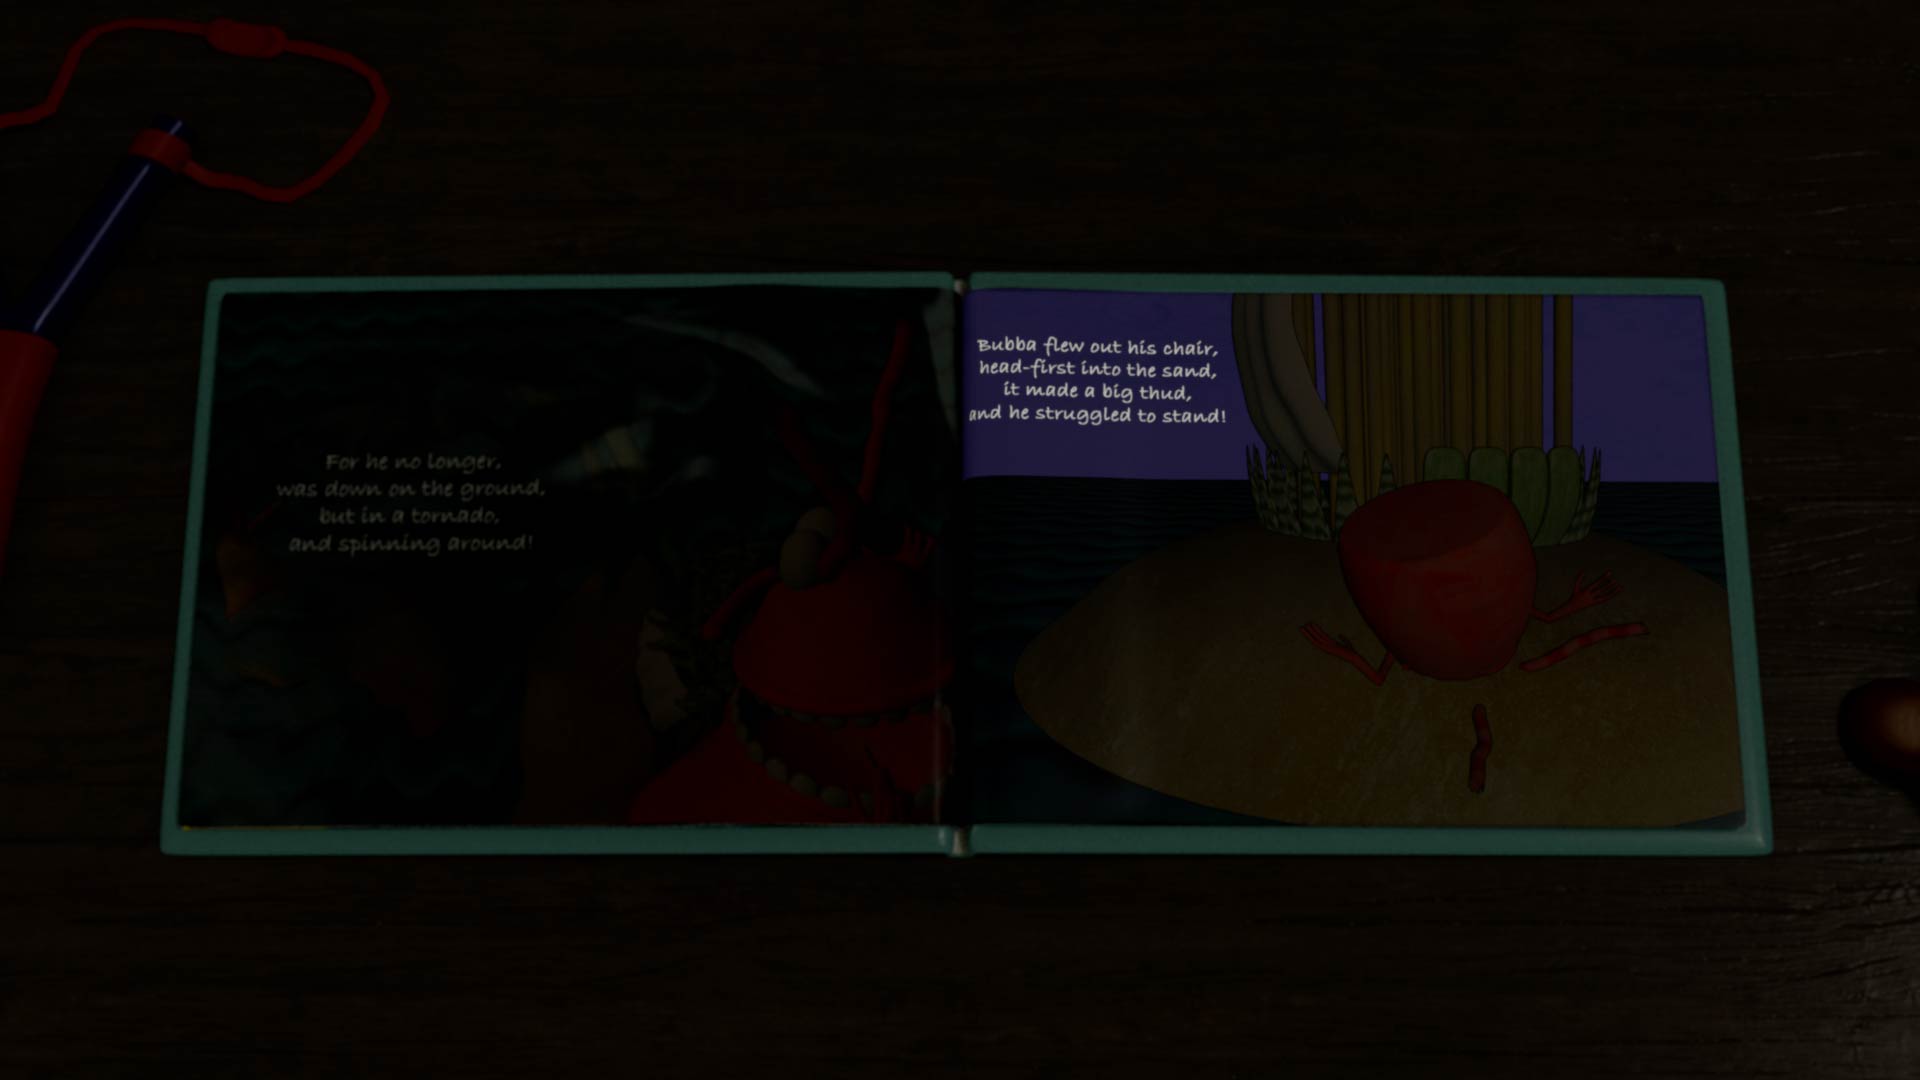 For he no longer,
was down on the ground,
but in a tornado,
and spinning around!
Bubba flew out his chair,
head-first into the sand,
it made a big thud,
and he struggled to stand!